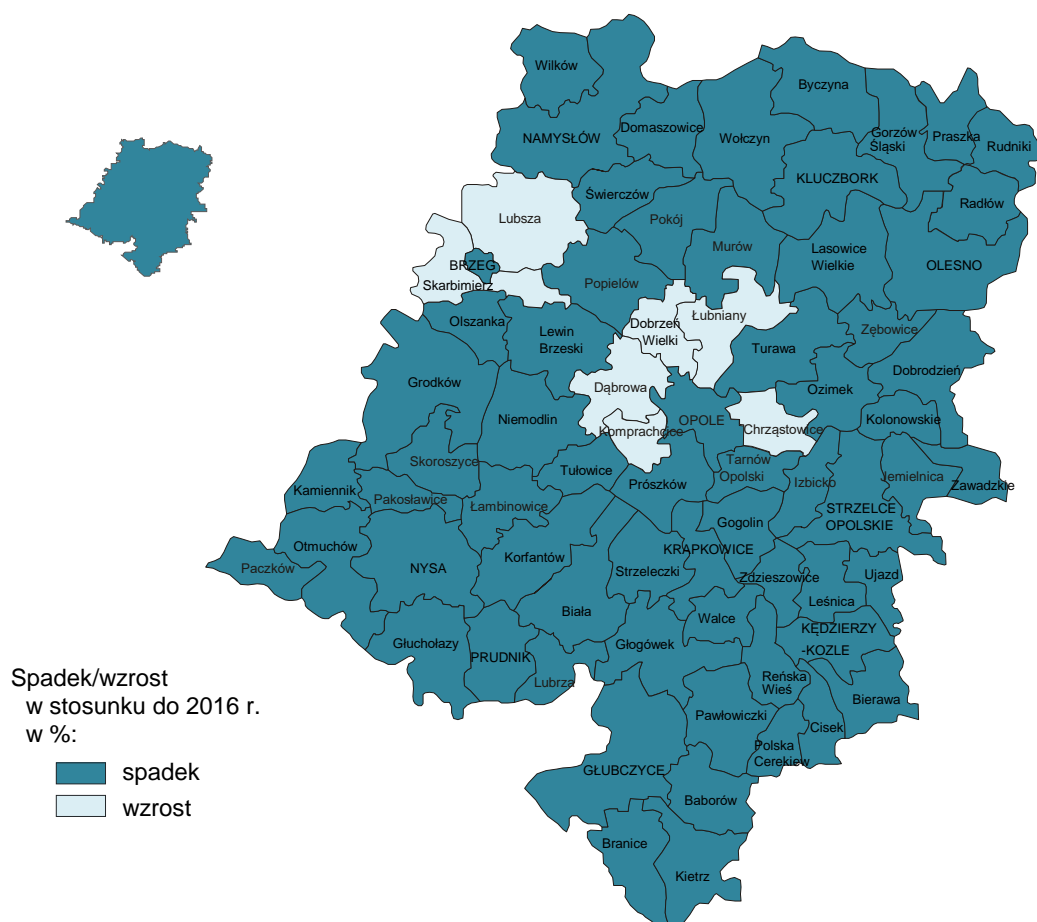 Wilków
Byczyna
Domaszowice
NAMYSŁÓW
Wołczyn
Gorzów
Śląski
Praszka
Rudniki
KLUCZBORK
Świerczów
Radłów
Lubsza
Pokój
Murów
Lasowice
Wielkie
OLESNO
BRZEG
Skarbimierz
Popielów
Łubniany
Olszanka
Lewin
Brzeski
Dobrzeń
Wielki
Zębowice
Turawa
Dobrodzień
Grodków
Dąbrowa
Ozimek
Niemodlin
OPOLE
Kolonowskie
Komprachcice
Chrząstowice
Skoroszyce
Tułowice
Tarnów
Opolski
Prószków
Izbicko
Jemielnica
Zawadzkie
Kamiennik
Pakosławice
Łambinowice
STRZELCE
OPOLSKIE
Gogolin
Otmuchów
Korfantów
KRAPKOWICE
Paczków
NYSA
Strzeleczki
Zdzieszowice
Ujazd
Leśnica
Biała
Walce
KĘDZIERZY
-KOZLE
Głuchołazy
PRUDNIK
Głogówek
Lubrza
Reńska
Wieś
Bierawa
Pawłowiczki
Cisek
Polska
Cerekiew
GŁUBCZYCE
Baborów
Branice
Kietrz
Spadek/wzrost
w stosunku do 2016 r.
w %:
spadek
wzrost